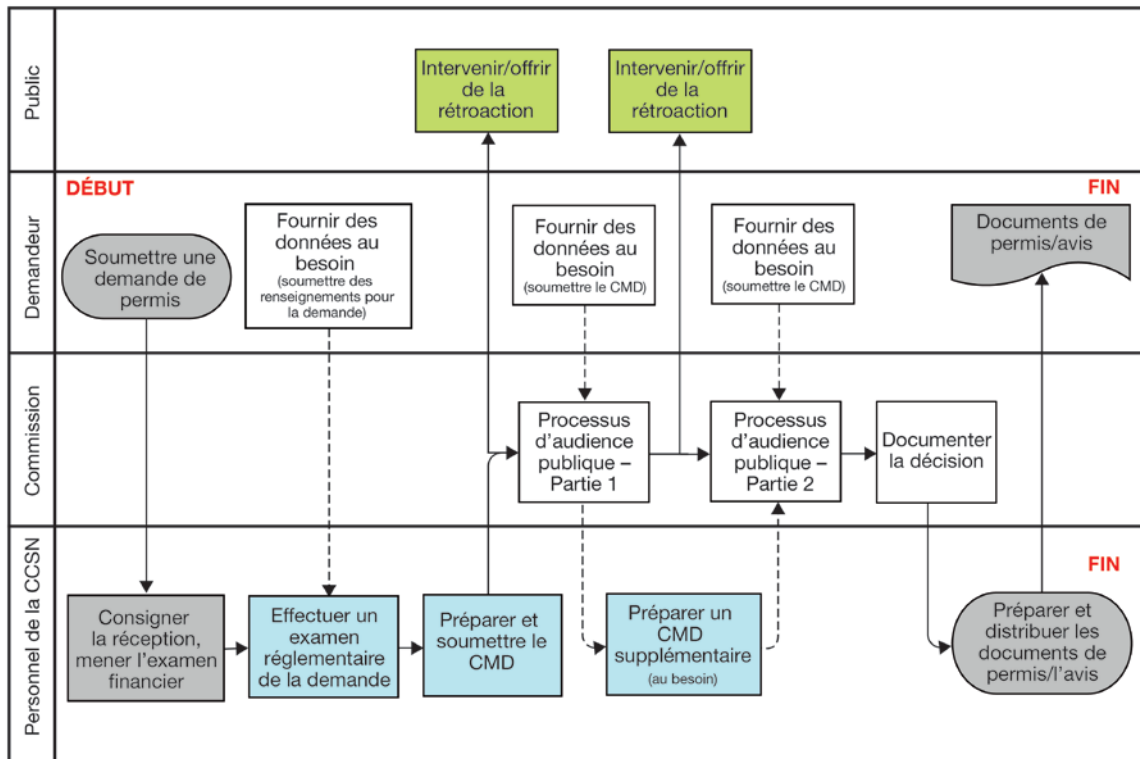 Public
Intervenir/offrir
de la
rétroaction
Intervenir/offrir
de la
rétroaction
Demandeur
DÉBUT
Soumettre une
demande de
permis
Fournir des
données au
besoin
(soumettre des
renseignements pour
la demande)
Fournir des
données au
besoin
(soumettre le CMD)
Fournir des
données au
besoin
(soumettre le CMD)
FIN
Documents de
permis/avis
Commission
Processus
d'audience
publique –
Partie 1
Processus
d'audience
publique –
Partie 2
Documenter
la décision
Personnel de la CCSN
Consigner
la réception,
mener l'examen
financier
Effectuer un
examen
réglementaire
de la demande
Préparer et
soumettre le
CMD
Préparer un
CMD
supplémentaire
(au besoin)
FIN
Préparer et
distribuer les
documents de
permis/l'avis